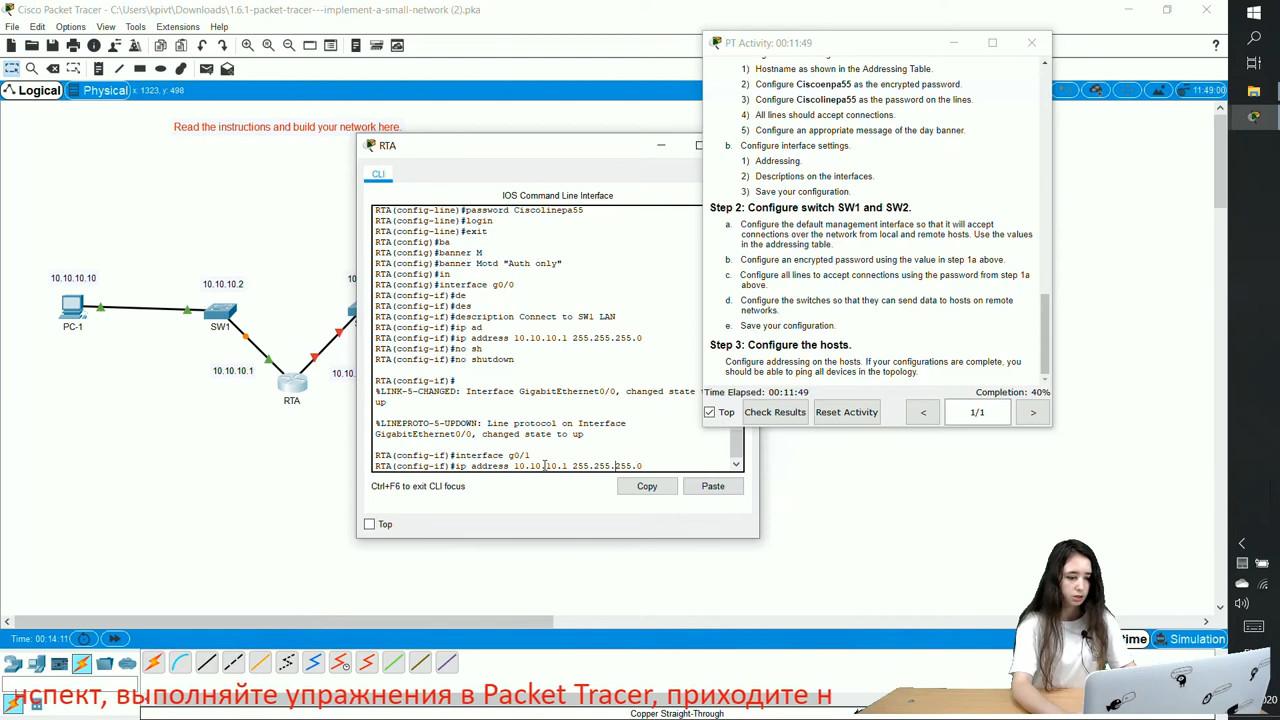 Cisco Packet Tracer - C:\Users\kpivt\Downloads\1.6.1-packet-tracer---implement-a-small-network (2).pka
File Edit Options View Tools Extensions Help
Logical Physical x: 1323, y: 498
11:49:00
Read the instructions and build your network here.
10.10.10.10
PC-1
10.10.10.2
SW1
10.10.10.1
RTA
RTA
CLI
IOS Command Line Interface
RTA(config-line)#password Ciscolinepa55
RTA(config-line)#login
RTA(config-line)#exit
RTA(config)#ba
RTA(config)#banner M
RTA(config)#banner Motd "Auth only"
RTA(config)#in
RTA(config)#interface g0/0
RTA(config-if)#de
RTA(config-if)#des
RTA(config-if)#description Connect to SW1 LAN
RTA(config-if)#ip ad
RTA(config-if)#ip address 10.10.10.1 255.255.255.0
RTA(config-if)#no sh
RTA(config-if)#no shutdown
RTA(config-if)#
%LINK-5-CHANGED: Interface GigabitEthernet0/0, changed state
up
%LINEPROTO-5-UPDOWN: Line protocol on Interface
GigabitEthernet0/0, changed state to up
RTA(config-if)#interface g0/1
RTA(config-if)#ip address 10.10.10.1 255.255.255.0
Ctrl+F6 to exit CLI focus
Copy
Paste
Top
PT Activity: 00:11:49
1) Hostname as shown in the Addressing Table.
2) Configure Ciscoenpa55 as the encrypted password.
3) Configure Ciscolinepa55 as the password on the lines.
4) All lines should accept connections.
5) Configure an appropriate message of the day banner.
b. Configure interface settings.
1) Addressing.
2) Descriptions on the interfaces.
3) Save your configuration.
Step 2: Configure switch SW1 and SW2.
a. Configure the default management interface so that it will accept
connections over the network from local and remote hosts. Use the values
in the addressing table.
b. Configure an encrypted password using the value in step 1a above.
c. Configure all lines to accept connections using the password from step 1a
above.
d. Configure the switches so that they can send data to hosts on remote
networks.
e. Save your configuration.
Step 3: Configure the hosts.
Configure addressing on the hosts. If your configurations are complete, you
should be able to ping all devices in the topology.
Time Elapsed: 00:11:49 Completion: 40%
Top Check Results Reset Activity < 1/1 >
Time: 00:14:11
Simulation
нспект, выполняйте упражнения в Packet Tracer, приходите н
Copper Straight-Through